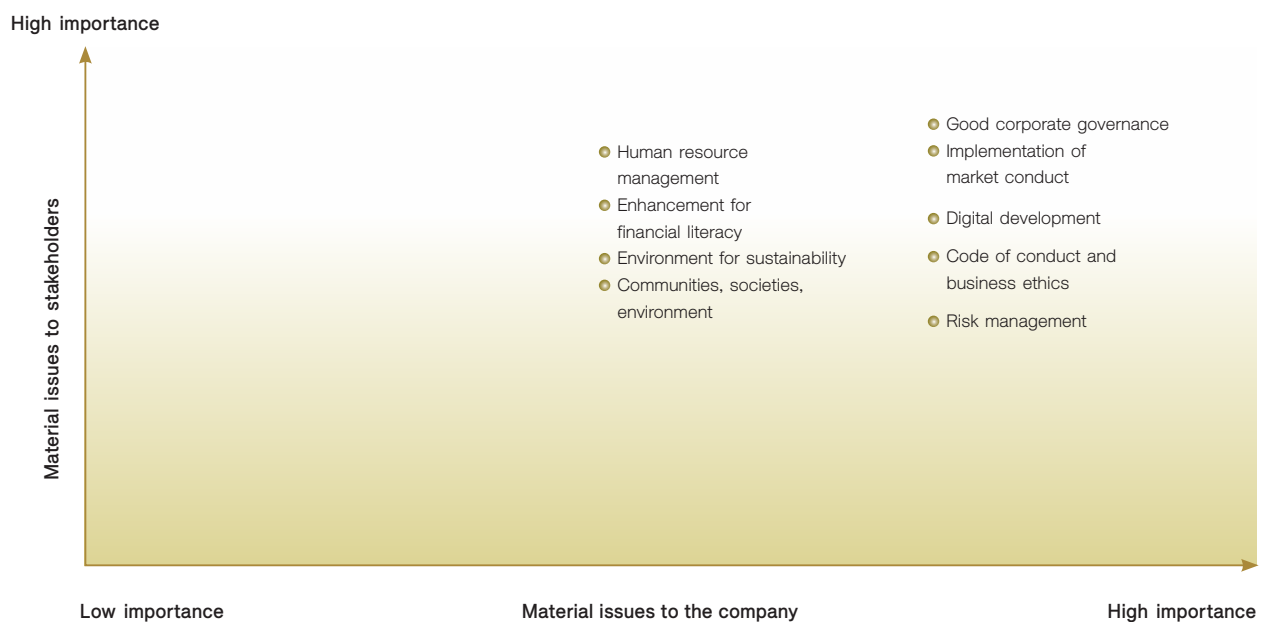 High importance
Material issues to stakeholders
Human resource
management
Enhancement for
financial literacy
Environment for sustainability
Communities, societies,
environment
Good corporate governance
Implementation of
market conduct
Digital development
Code of conduct and
business ethics
Risk management
Low importance
Material issues to the company
High importance